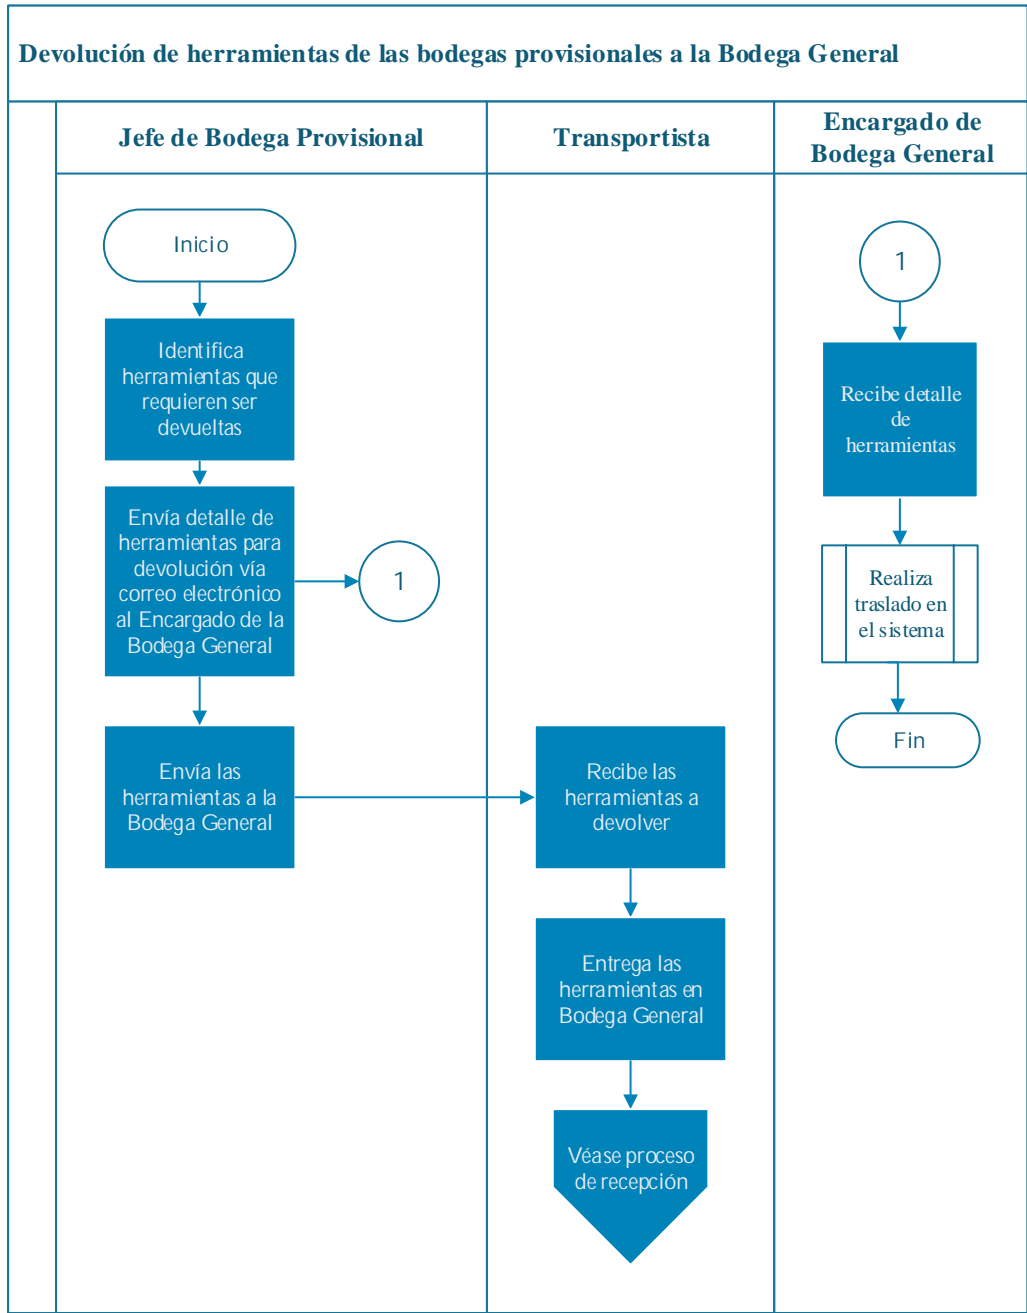 Devolución de herramientas de las bodegas provisionales a la Bodega General
Jefe de Bodega Provisional
Transportista
Encargado de
Bodega General
Inicio
Identifica
herramientas que
requieren ser
devueltas
Envía detalle de
herramientas para
devolución vía
correo electrónico
al Encargado de la
Bodega General
1
Envía las
herramientas a la
Bodega General
Recibe las
herramientas a
devolver
Entrega las
herramientas en
Bodega General
Véase proceso
de recepción
1
Recibe detalle
de
herramientas
Realiza
traslado en
el sistema
Fin